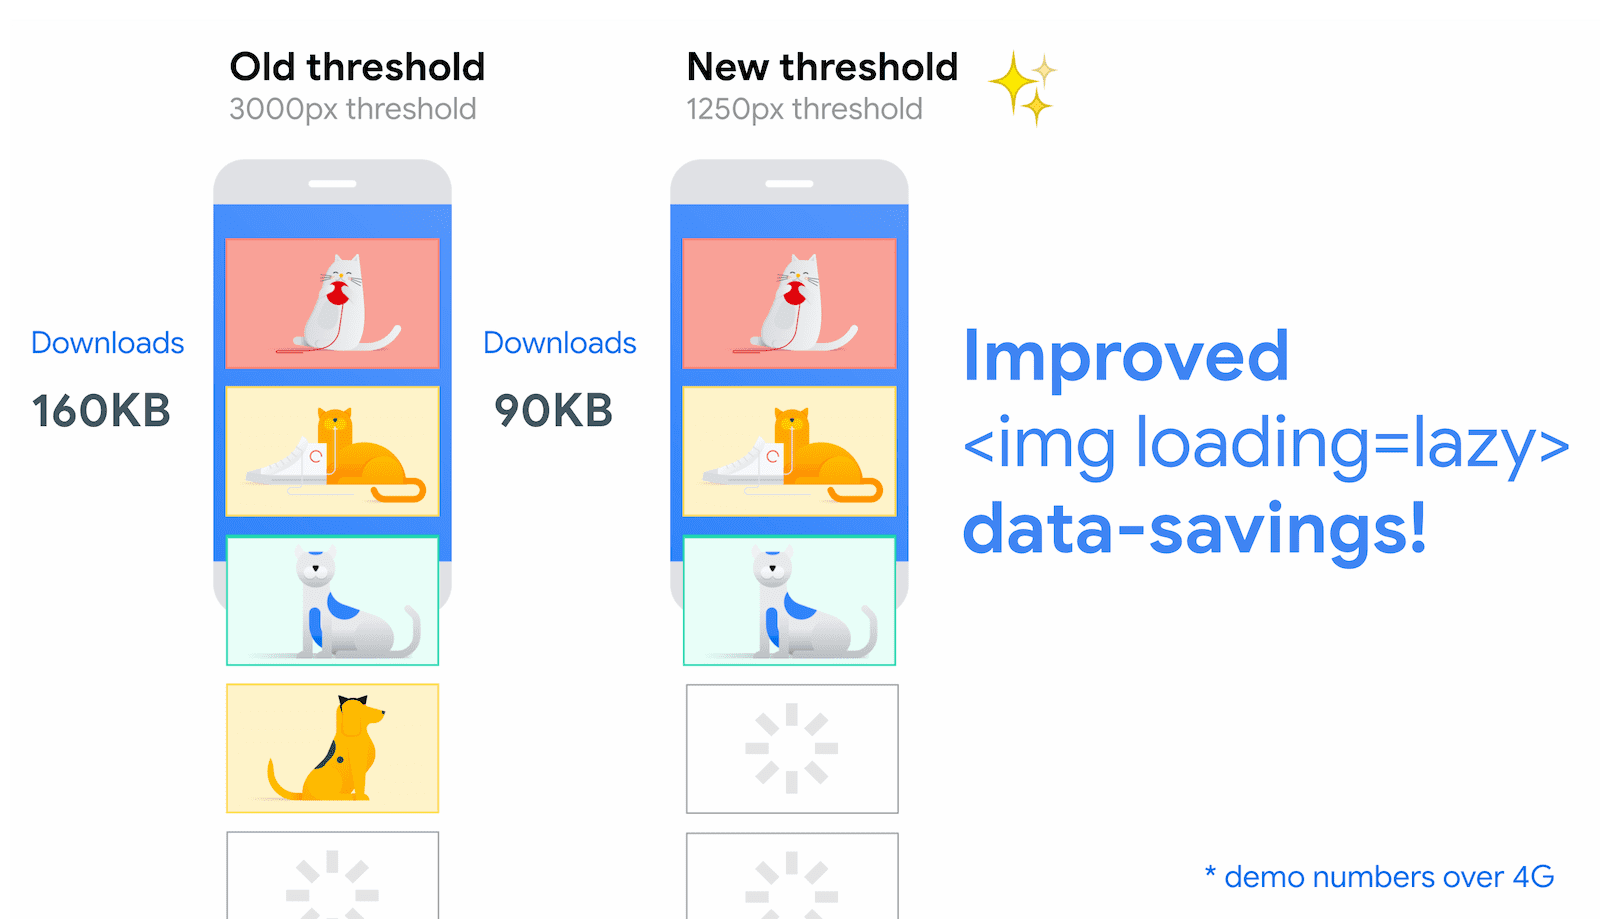 Old threshold
3000px threshold
New threshold
1250px threshold
Downloads
160KB
Downloads
90KB
Improved
<img loading=lazy>
data-savings!
* demo numbers over 4G